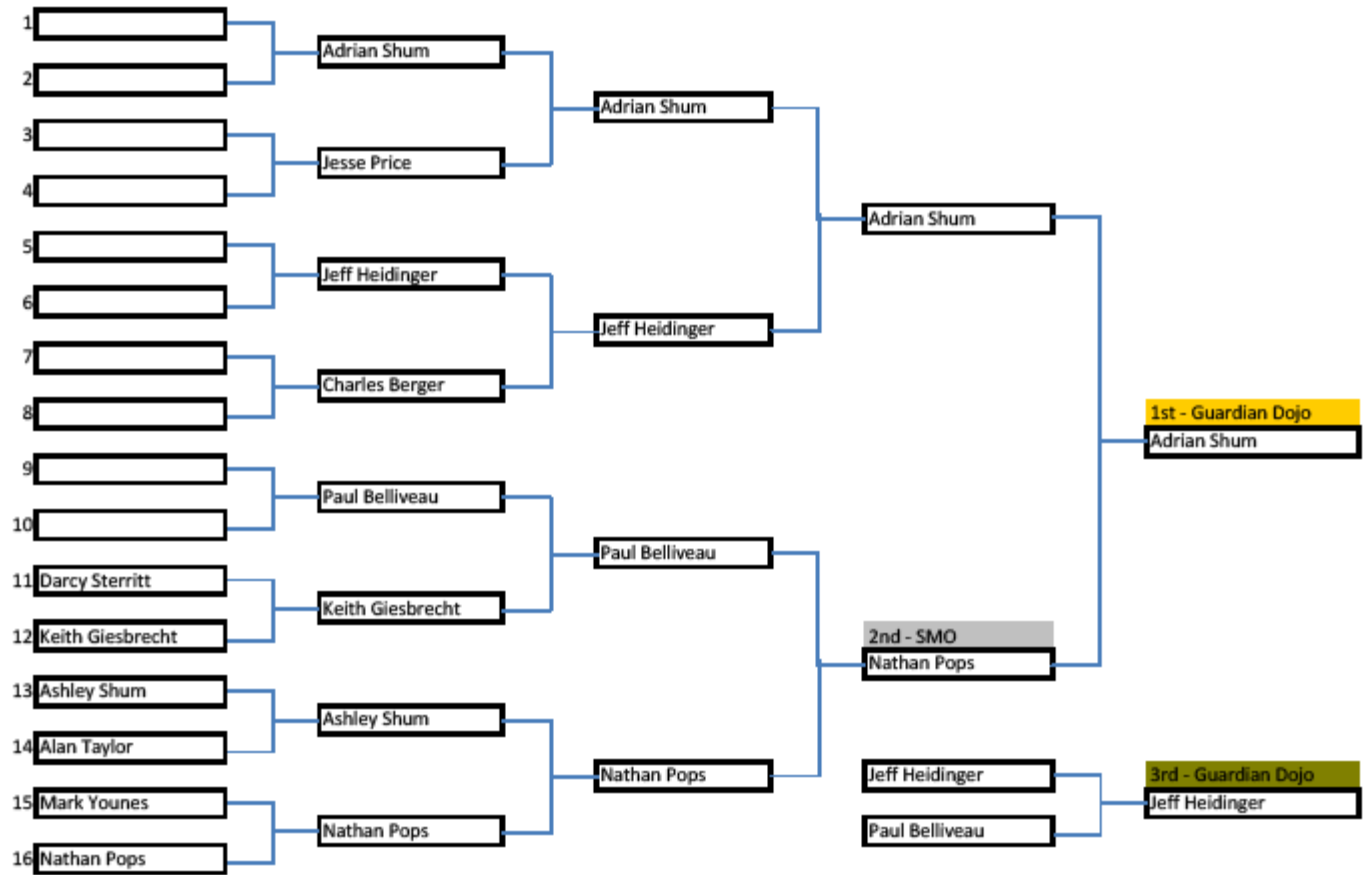 1
2
3
4
5
6
7
8
9
10
11 Darcy Sterritt
12 Keith Giesbrecht
13 Ashley Shum
14 Alan Taylor
15 Mark Younes
16 Nathan Pops
Adrian Shum
Jesse Price
Jeff Heidinger
Charles Berger
Paul Belliveau
Keith Giesbrecht
Ashley Shum
Nathan Pops
Adrian Shum
Jeff Heidinger
Paul Belliveau
Nathan Pops
Adrian Shum
2nd - SMO
Nathan Pops
Jeff Heidinger
Paul Belliveau
1st - Guardian Dojo
Adrian Shum
3rd - Guardian Dojo
Jeff Heidinger